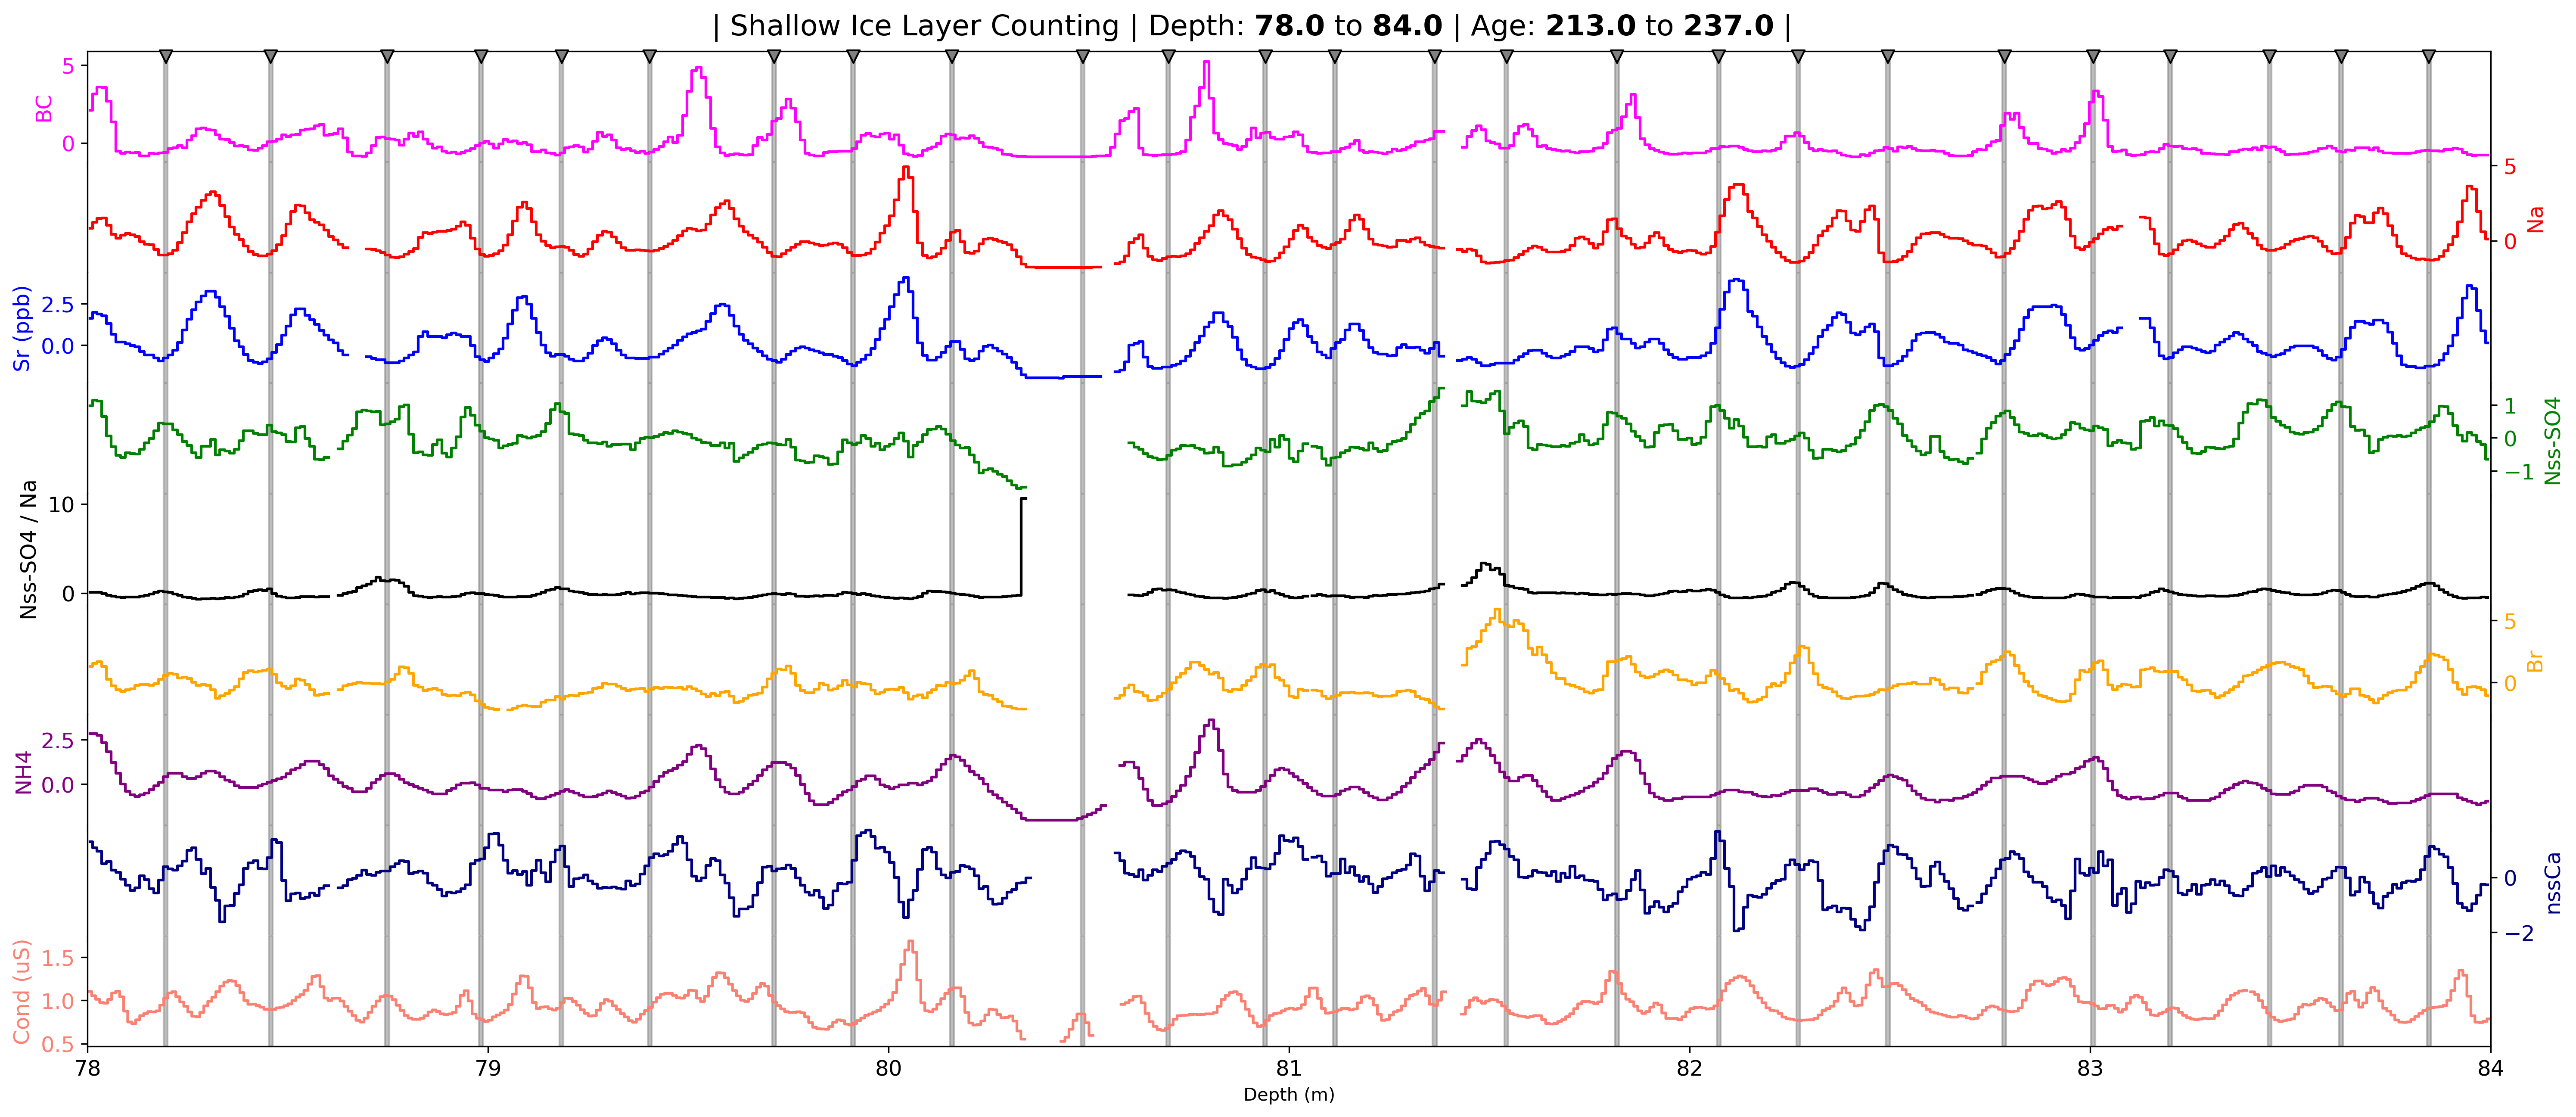 | Shallow Ice Layer Counting | Depth: 78.0 to 84.0 | Age: 213.0 to 237.0 |
BC
5
0
Na
5
0
Sr (ppb)
2.5
0.0
Nss-SO4
1
0
−1
Nss-SO4 / Na
10
0
Br
5
0
NH4
2.5
0.0
nssCa
0
−2
Cond (uS)
1.5
1.0
0.5
78 79 80 81 82 83 84
Depth (m)